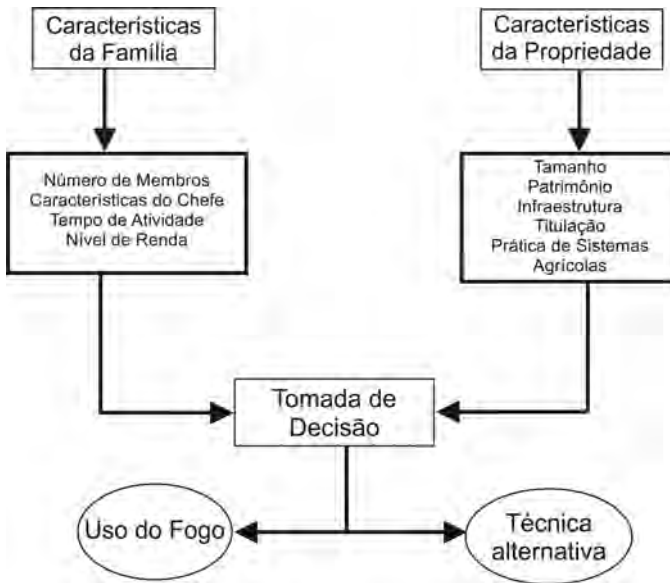 Características
da Família
Características
da Propriedade
Número de Membros
Características do Chefe
Tempo de Atividade
Nível de Renda
Tamanho
Patrimônio
Infraestrutura
Titulação
Prática de Sistemas
Agrícolas
Tomada de
Decisão
Uso do Fogo
Técnica
alternativa